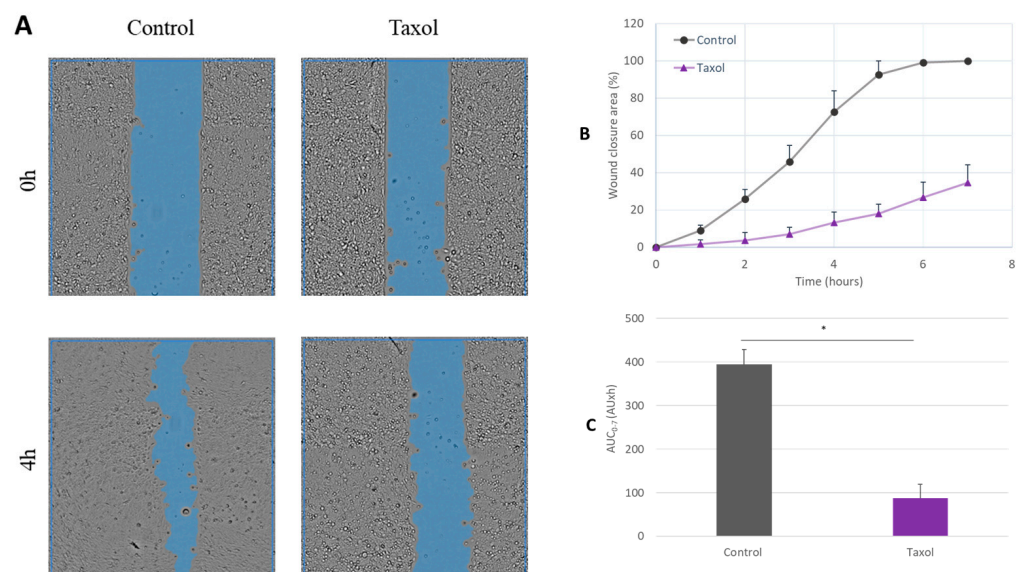 A
Control
Taxol
0h
4h
B
Wound closure area (%)
120
100
80
60
40
20
0
Control
Taxol
0
2
4
6
8
Time (hours)
C
AUC₀₋₇ (AUxh)
500
400
300
200
100
0
*
Control
Taxol